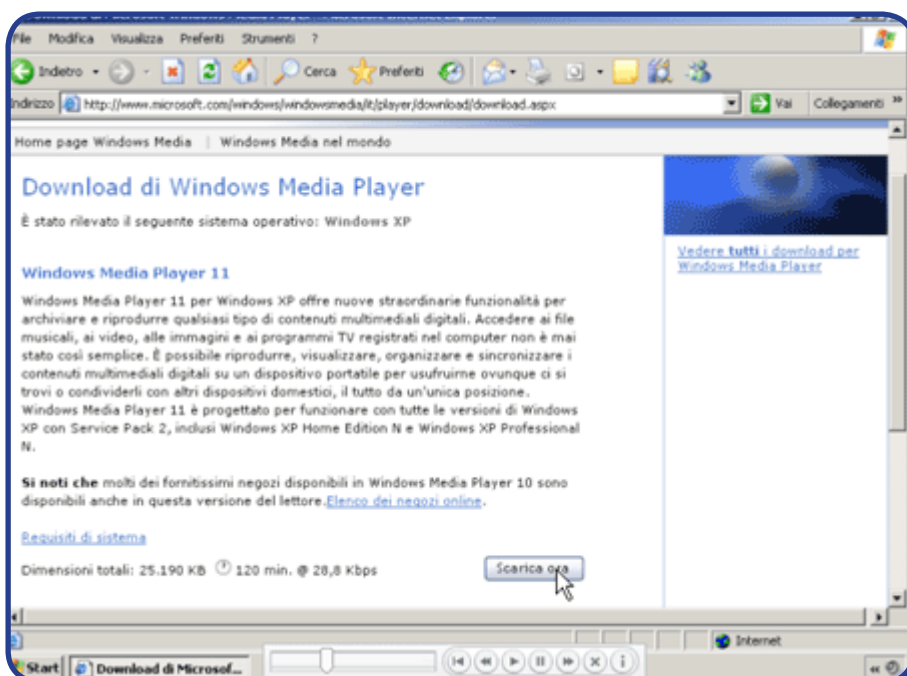 File Modifica Visualizza Preferiti Strumenti ?
Indietro Cerca Preferiti
Indirizzo http://www.microsoft.com/windows/windowsmedia/it/player/download/download.aspx Vai Collegamenti »
Home page Windows Media | Windows Media nel mondo
Download di Windows Media Player
È stato rilevato il seguente sistema operativo: Windows XP
Vedere tutti i download per
Windows Media Player
Windows Media Player 11
Windows Media Player 11 per Windows XP offre nuove straordinarie funzionalità per
archiviare e riprodurre qualsiasi tipo di contenuti multimediali digitali. Accedere ai file
musicali, ai video, alle immagini e ai programmi TV registrati nel computer non è mai
stato così semplice. È possibile riprodurre, visualizzare, organizzare e sincronizzare i
contenuti multimediali digitali su un dispositivo portatile per usufruirne ovunque ci si
trovi o condividerli con altri dispositivi domestici, il tutto da un'unica posizione.
Windows Media Player 11 è progettato per funzionare con tutte le versioni di Windows
XP con Service Pack 2, inclusi Windows XP Home Edition N e Windows XP Professional
N.
Si noti che molti dei fornitissimi negozi disponibili in Windows Media Player 10 sono
disponibili anche in questa versione del lettore.Elenco dei negozi online.
Requisiti di sistema
Dimensioni totali: 25.190 KB 120 min. @ 28,8 Kbps
Scarica ora
Internet
Start Download di Microsof... «